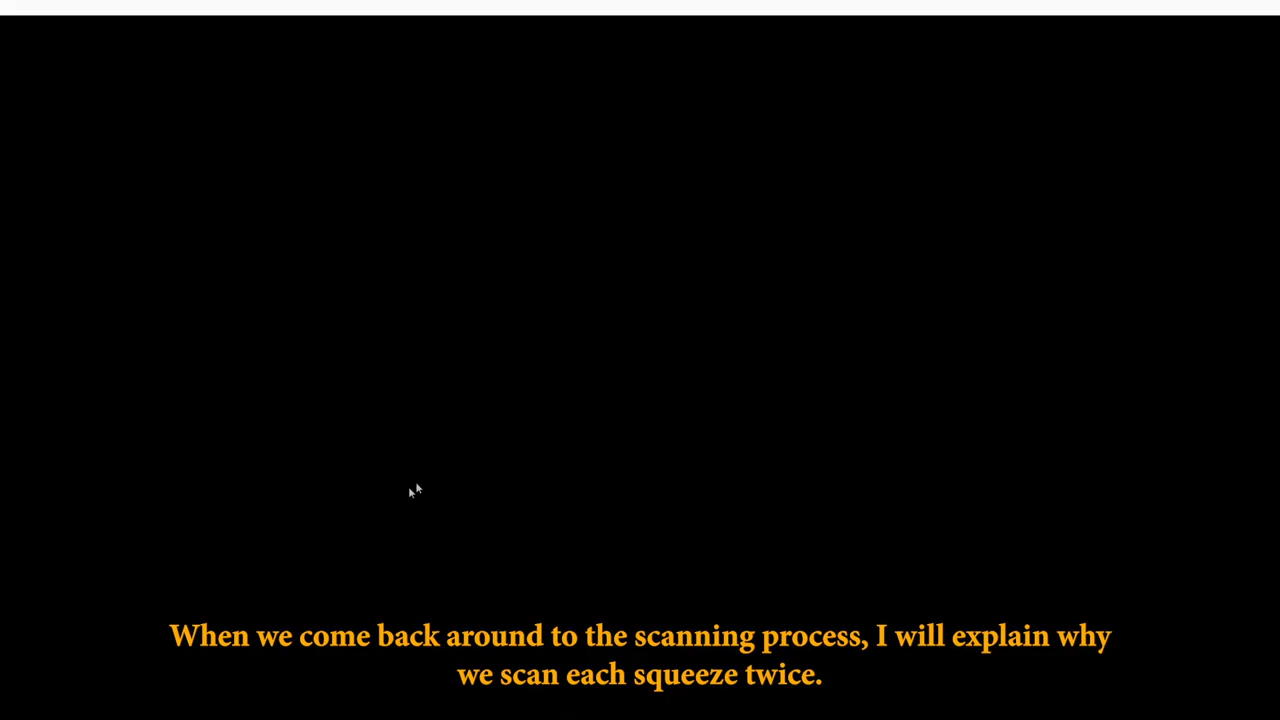 When we come back around to the scanning process, I will explain why
we scan each squeeze twice.